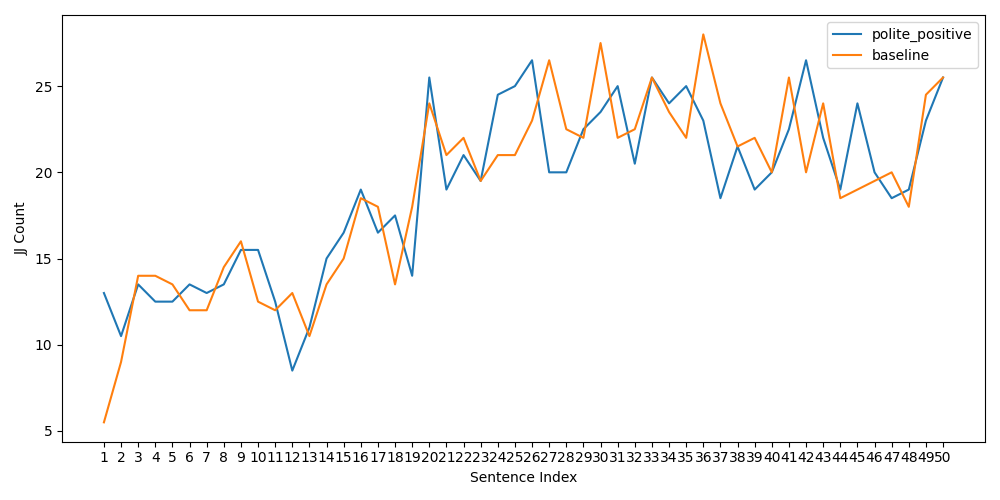 polite_positive
baseline
25
20
15
10
5
JJ Count
1 2 3 4 5 6 7 8 9 10 11 12 13 14 15 16 17 18 19 20 21 22 23 24 25 26 27 28 29 30 31 32 33 34 35 36 37 38 39 40 41 42 43 44 45 46 47 48 49 50
Sentence Index